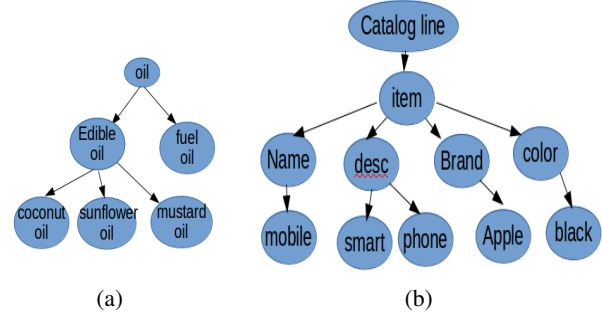 oil
Edible
oil
fuel
oil
coconut
oil
sunflower
oil
mustard
oil
(a)
Catalog line
item
Name
desc
Brand
color
mobile
smart
phone
Apple
black
(b)